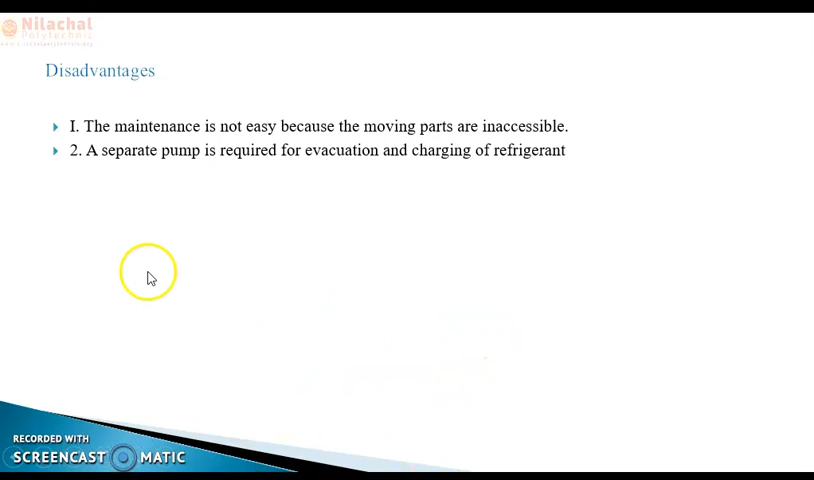 Nilachal
Polytechnic
Disadvantages
I. The maintenance is not easy because the moving parts are inaccessible.
2. A separate pump is required for evacuation and charging of refrigerant
RECORDED WITH
SCREENCAST MATIC